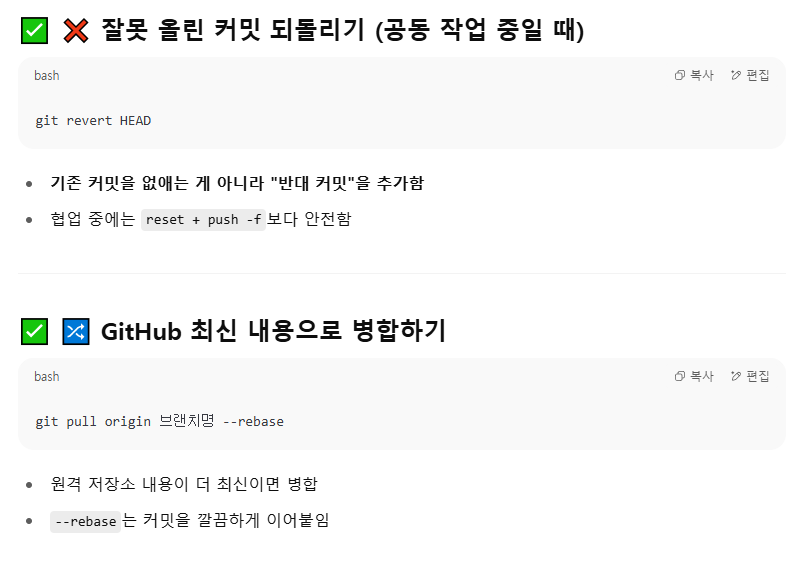 ✅ ❌ 잘못 올린 커밋 되돌리기 (공동 작업 중일 때)
bash
복사
편집
git revert HEAD
기존 커밋을 없애는 게 아니라 "반대 커밋"을 추가함
협업 중에는 reset + push -f보다 안전함
✅ 🔀 GitHub 최신 내용으로 병합하기
bash
복사
편집
git pull origin 브랜치명 --rebase
원격 저장소 내용이 더 최신이면 병합
--rebase는 커밋을 깔끔하게 이어붙임